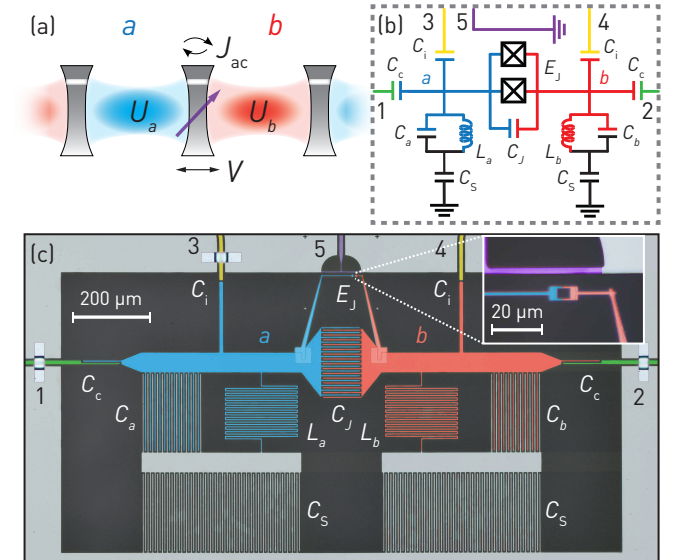 (a)
a
b
J_ac
U_a
U_b
V
(b)
3
5
4
C_i
C_i
C_c
a
E_J
b
C_c
1
2
C_a
L_a
C_J
L_b
C_b
C_S
C_S
(c)
3
5
4
200 µm
C_i
E_J
C_i
20 µm
a
b
1
C_c
C_c
2
C_a
L_a
C_J
L_b
C_b
C_S
C_S